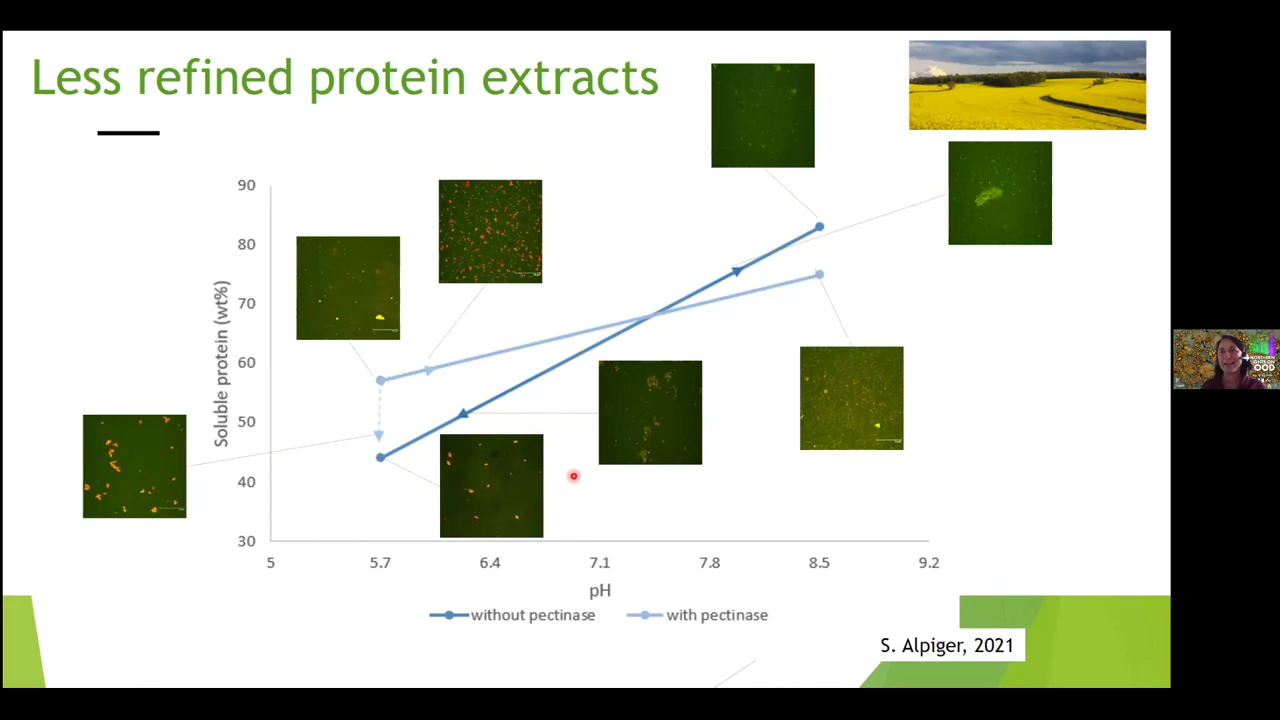 Less refined protein extracts
90
80
70
60
50
40
30
Soluble protein (wt%)
5 5.7 6.4 7.1 7.8 8.5 9.2
pH
without pectinase with pectinase
S. Alpiger, 2021